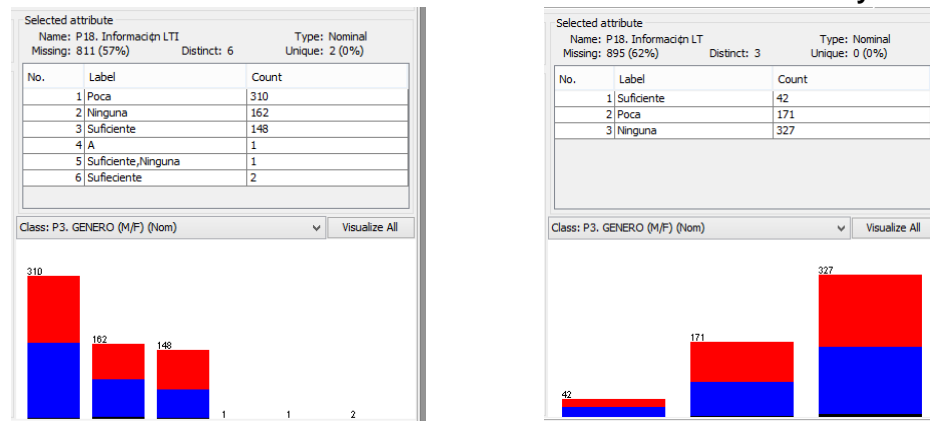 Selected attribute
Name: P18. Informaci¢n LTI Type: Nominal
Missing: 811 (57%) Distinct: 6 Unique: 2 (0%)
No. Label Count
1 Poca 310
2 Ninguna 162
3 Suficiente 148
4 A 1
5 Suficiente,Ninguna 1
6 Sufieciente 2
Class: P3. GENERO (M/F) (Nom) Visualize All
310
162
148
1
1
2
Selected attribute
Name: P18. Informaci¢n LT Type: Nominal
Missing: 895 (62%) Distinct: 3 Unique: 0 (0%)
No. Label Count
1 Suficiente 42
2 Poca 171
3 Ninguna 327
Class: P3. GENERO (M/F) (Nom) Visualize All
42
171
327